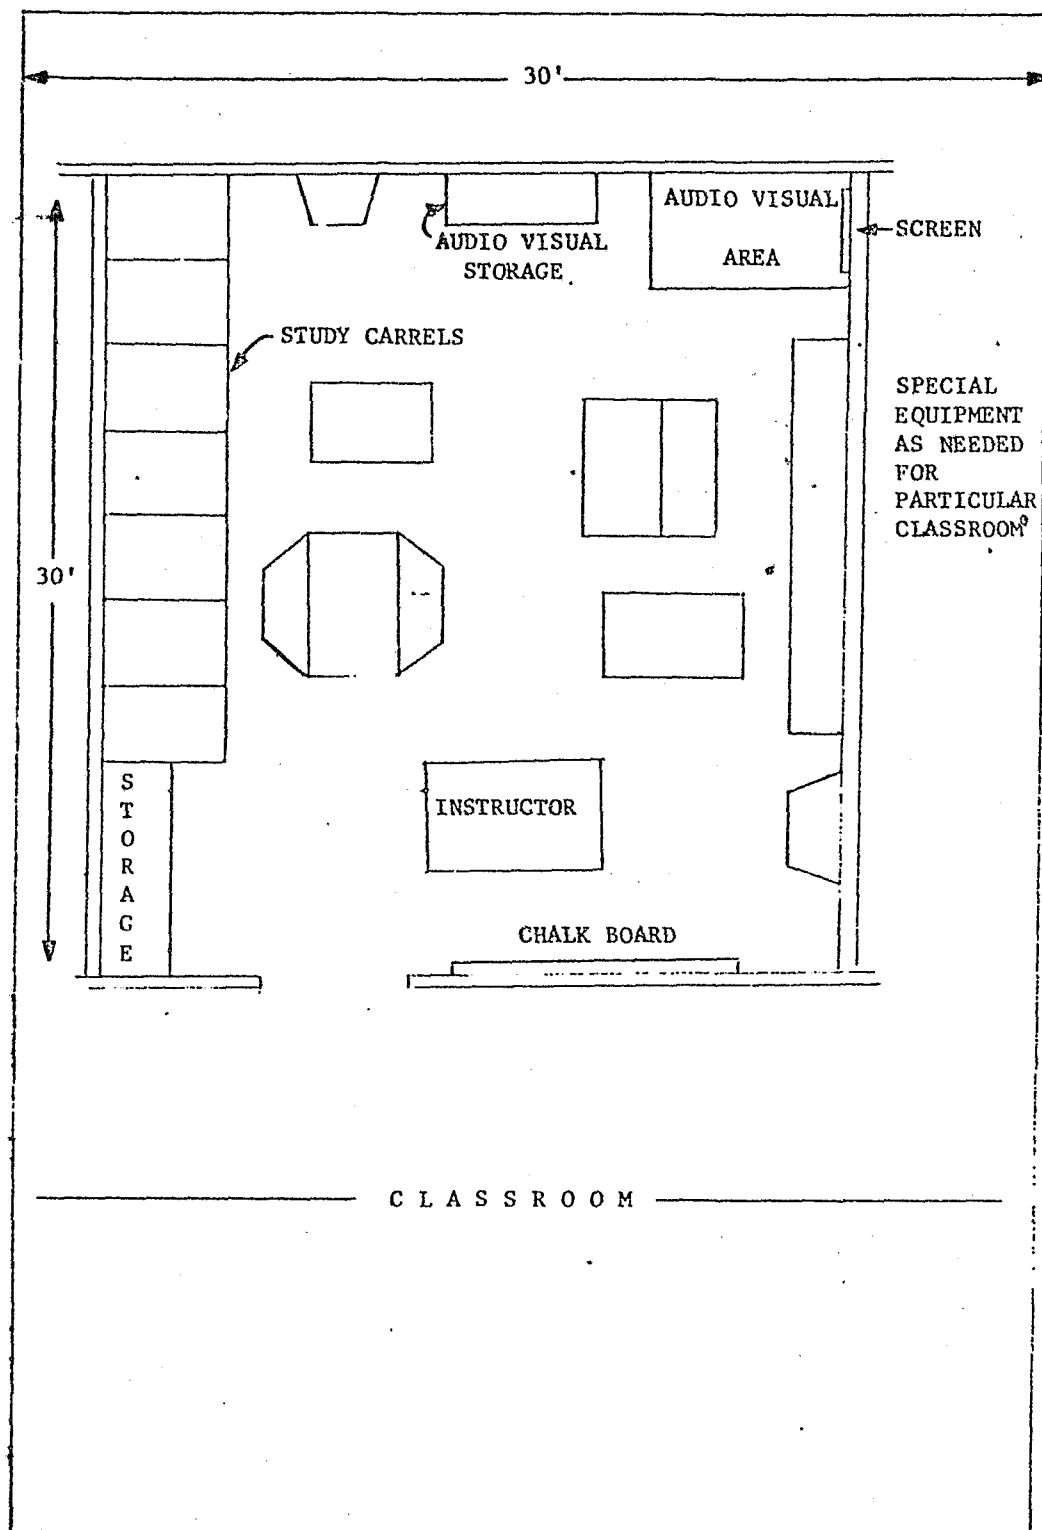 30'
AUDIO VISUAL
AREA
SCREEN
AUDIO VISUAL
STORAGE
STUDY CARRELS
SPECIAL
EQUIPMENT
AS NEEDED
FOR
PARTICULAR
CLASSROOM
30'
INSTRUCTOR
STORAGE
CHALK BOARD
CLASSROOM